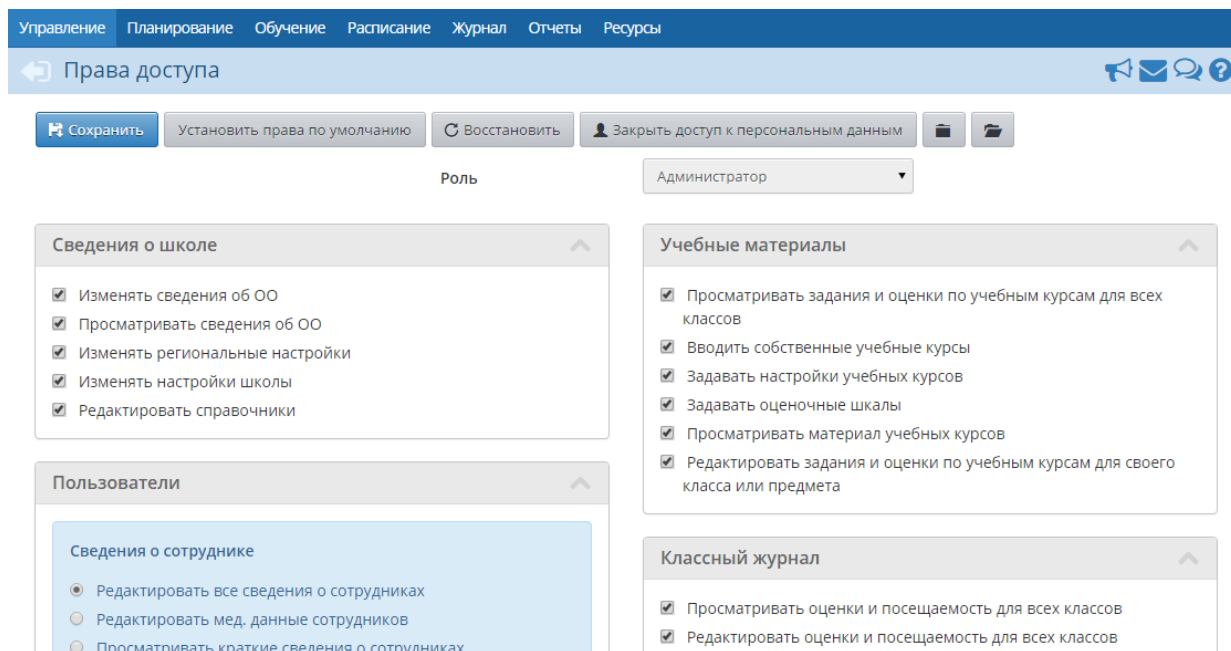 Управление Планирование Обучение Расписание Журнал Отчеты Ресурсы
Права доступа
Сохранить Установить права по умолчанию Восстановить Закрыть доступ к персональным данным
Роль Администратор
Сведения о школе
Изменять сведения об ОО
Просматривать сведения об ОО
Изменять региональные настройки
Изменять настройки школы
Редактировать справочники
Пользователи
Сведения о сотруднике
Редактировать все сведения о сотрудниках
Редактировать мед. данные сотрудников
Просматривать краткие сведения о сотрудниках
Учебные материалы
Просматривать задания и оценки по учебным курсам для всех
классов
Вводить собственные учебные курсы
Задавать настройки учебных курсов
Задавать оценочные шкалы
Просматривать материал учебных курсов
Редактировать задания и оценки по учебным курсам для своего
класса или предмета
Классный журнал
Просматривать оценки и посещаемость для всех классов
Редактировать оценки и посещаемость для всех классов